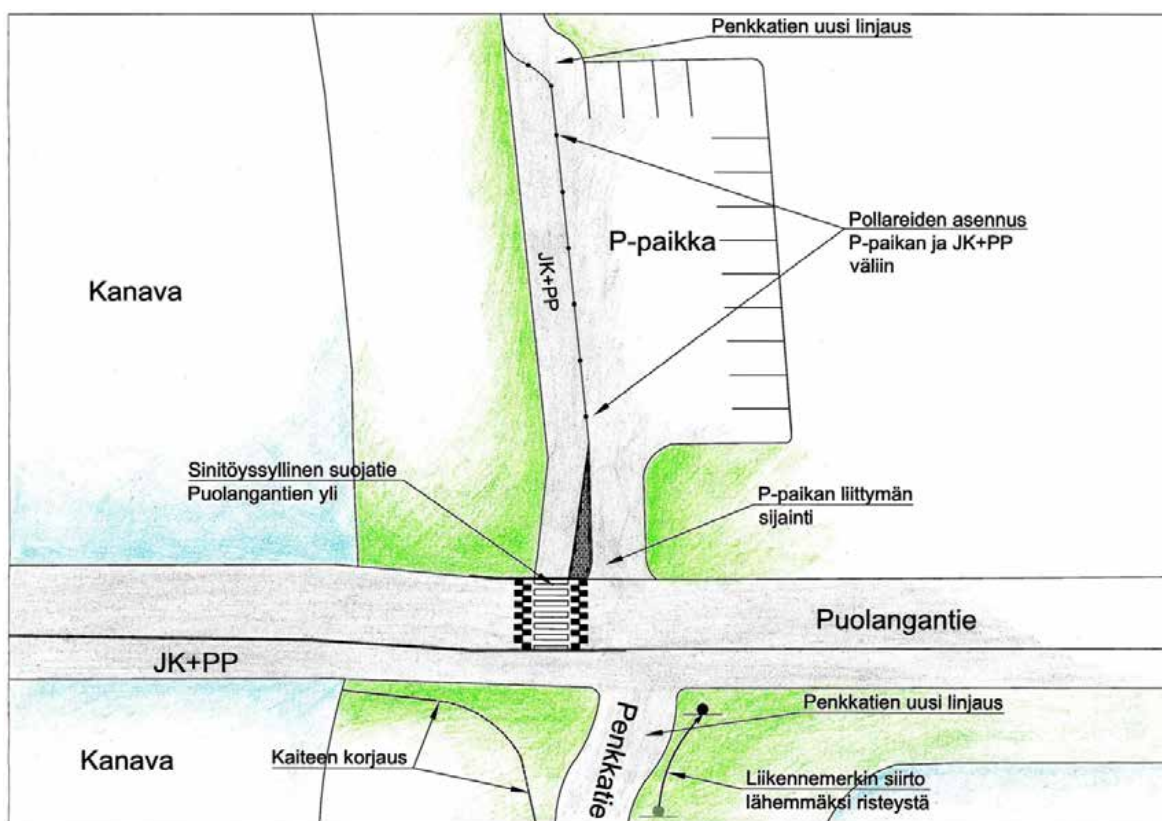 Penkkatien uusi linjaus
Pollareiden asennus
P-paikan ja JK+PP
väliin
P-paikka
JK+PP
Kanava
Sinitöyssyllinen suojatie
Puolangantien yli
P-paikan liittymän
sijainti
Puolangantie
JK+PP
Penkkatie
Penkkatien uusi linjaus
Kanava
Kaiteen korjaus
Liikennemerkin siirto
lähemmäksi risteystä